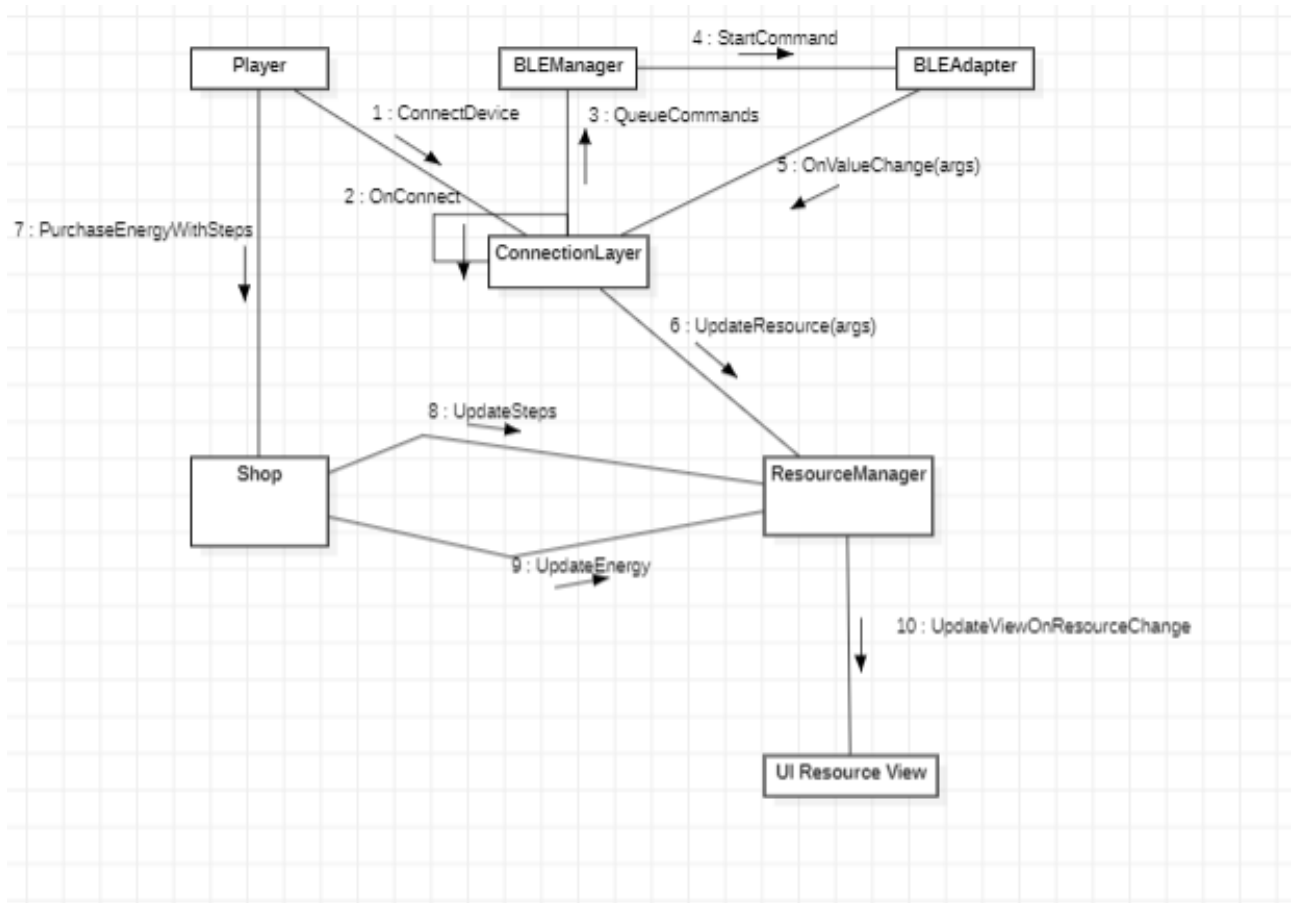 4 : StartCommand
Player
BLEManager
BLEAdapter
1 : ConnectDevice
3 : QueueCommands
5 : OnValueChange(args)
2 : OnConnect
7 : PurchaseEnergyWithSteps
ConnectionLayer
6 : UpdateResource(args)
8 : UpdateSteps
Shop
ResourceManager
9 : UpdateEnergy
10 : UpdateViewOnResourceChange
UI Resource View